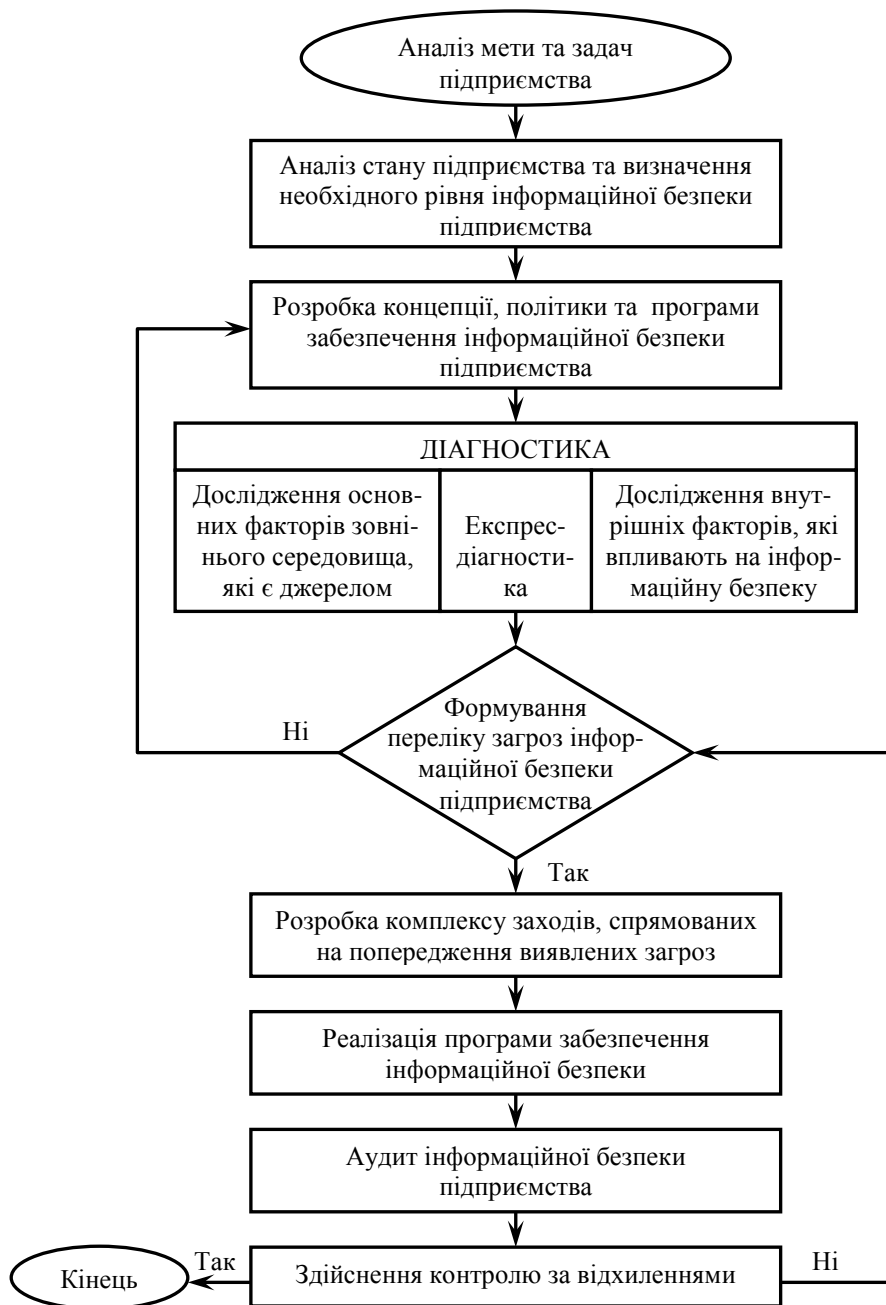 Аналіз мети та задач
підприємства
Аналіз стану підприємства та визначення
необхідного рівня інформаційної безпеки
підприємства
Розробка концепції, політики та програми
забезпечення інформаційної безпеки
підприємства
ДІАГНОСТИКА
Дослідження основ-
них факторів зовні-
нього середовища,
які є джерелом
Експрес-
діагности-
ка
Дослідження внут-
рішніх факторів, які
впливають на інфор-
маційну безпеку
Ні
Формування
переліку загроз інфор-
маційної безпеки
підприємства
Так
Розробка комплексу заходів, спрямованих
на попередження виявлених загроз
Реалізація програми забезпечення
інформаційної безпеки
Аудит інформаційної безпеки
підприємства
Кінець
Так
Здійснення контролю за відхиленнями
Ні